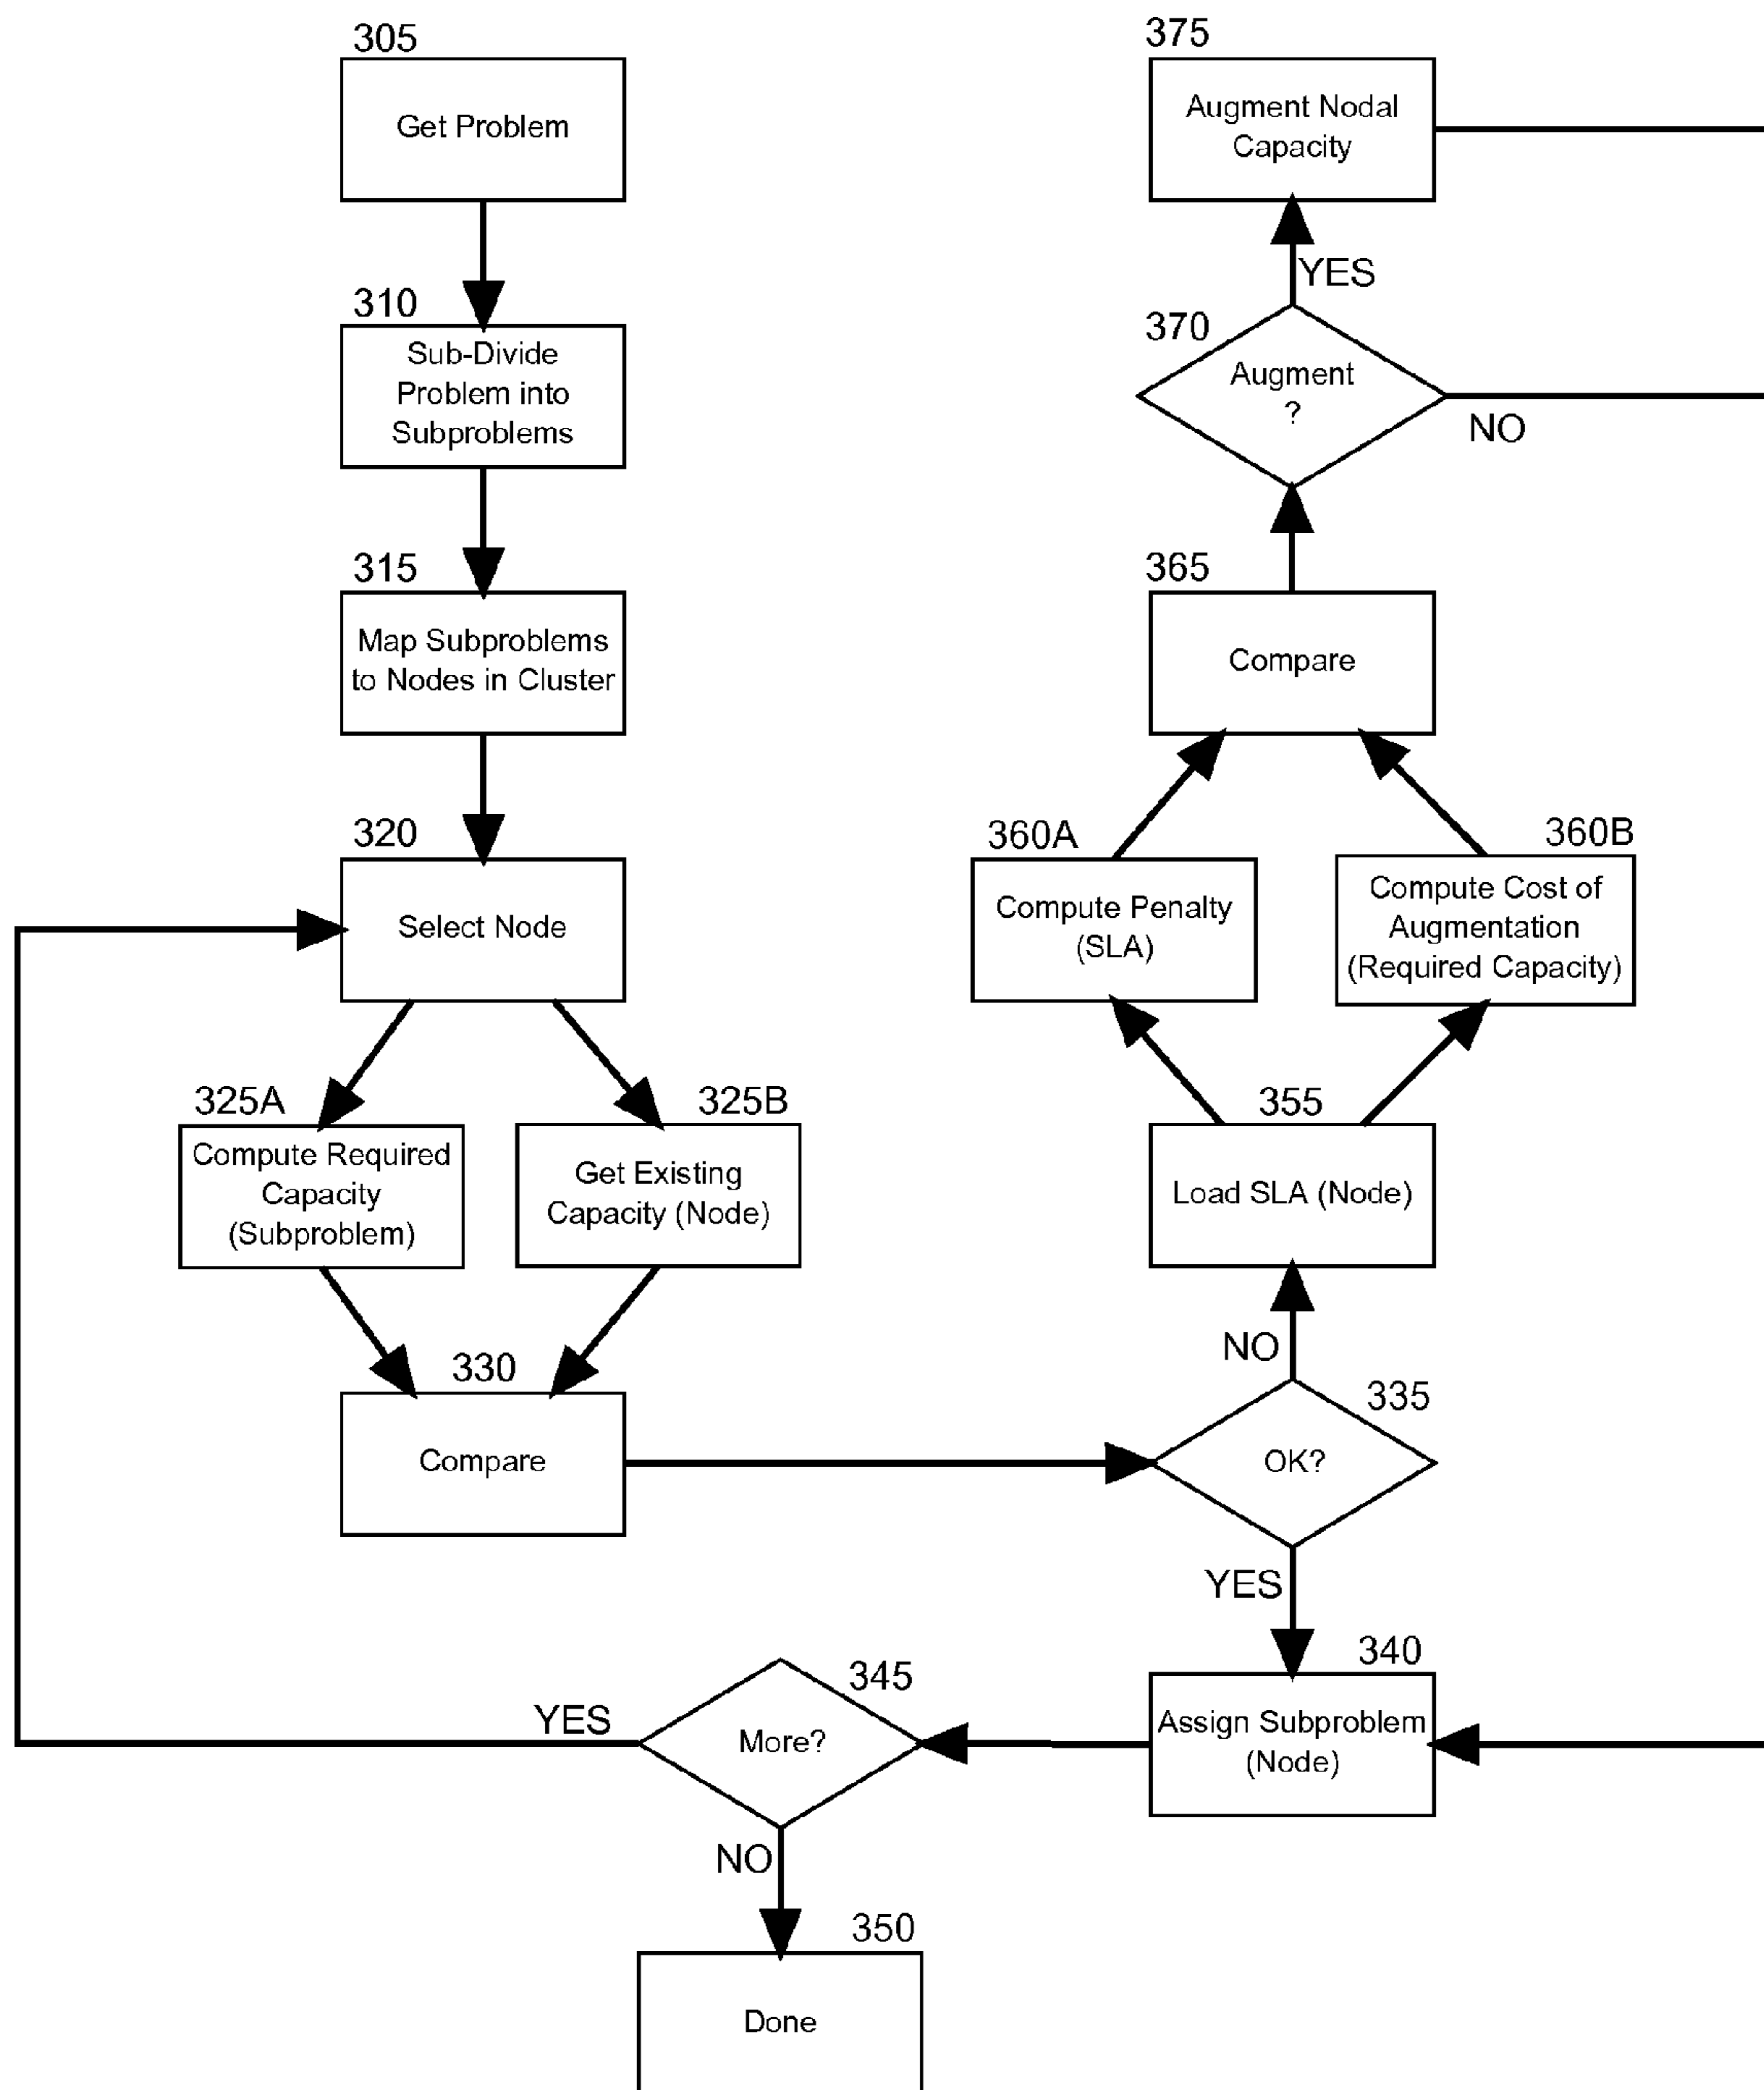 305
Get Problem
310
Sub-Divide
Problem into
Subproblems
315
Map Subproblems
to Nodes in Cluster
320
Select Node
325A
Compute Required
Capacity
(Subproblem)
325B
Get Existing
Capacity (Node)
330
Compare
335
OK?
NO
YES
340
Assign Subproblem
(Node)
345
More?
YES
NO
350
Done
355
Load SLA (Node)
360A
Compute Penalty
(SLA)
360B
Compute Cost of
Augmentation
(Required Capacity)
365
Compare
370
Augment
?
YES
NO
375
Augment Nodal
Capacity